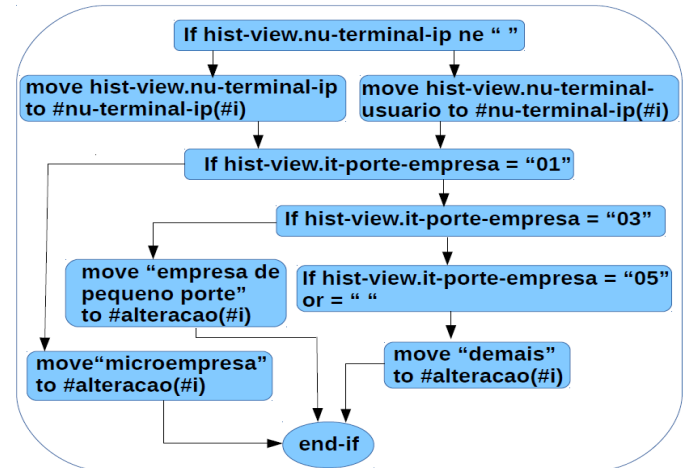 If hist-view.nu-terminal-ip ne “ ”
move hist-view.nu-terminal-ip
to #nu-terminal-ip(#i)
move hist-view.nu-terminal-
usuario to #nu-terminal-ip(#i)
If hist-view.it-porte-empresa = “01”
If hist-view.it-porte-empresa = “03”
move “empresa de
pequeno porte”
to #alteracao(#i)
If hist-view.it-porte-empresa = “05”
or = “ “
move“microempresa”
to #alteracao(#i)
move “demais”
to #alteracao(#i)
end-if